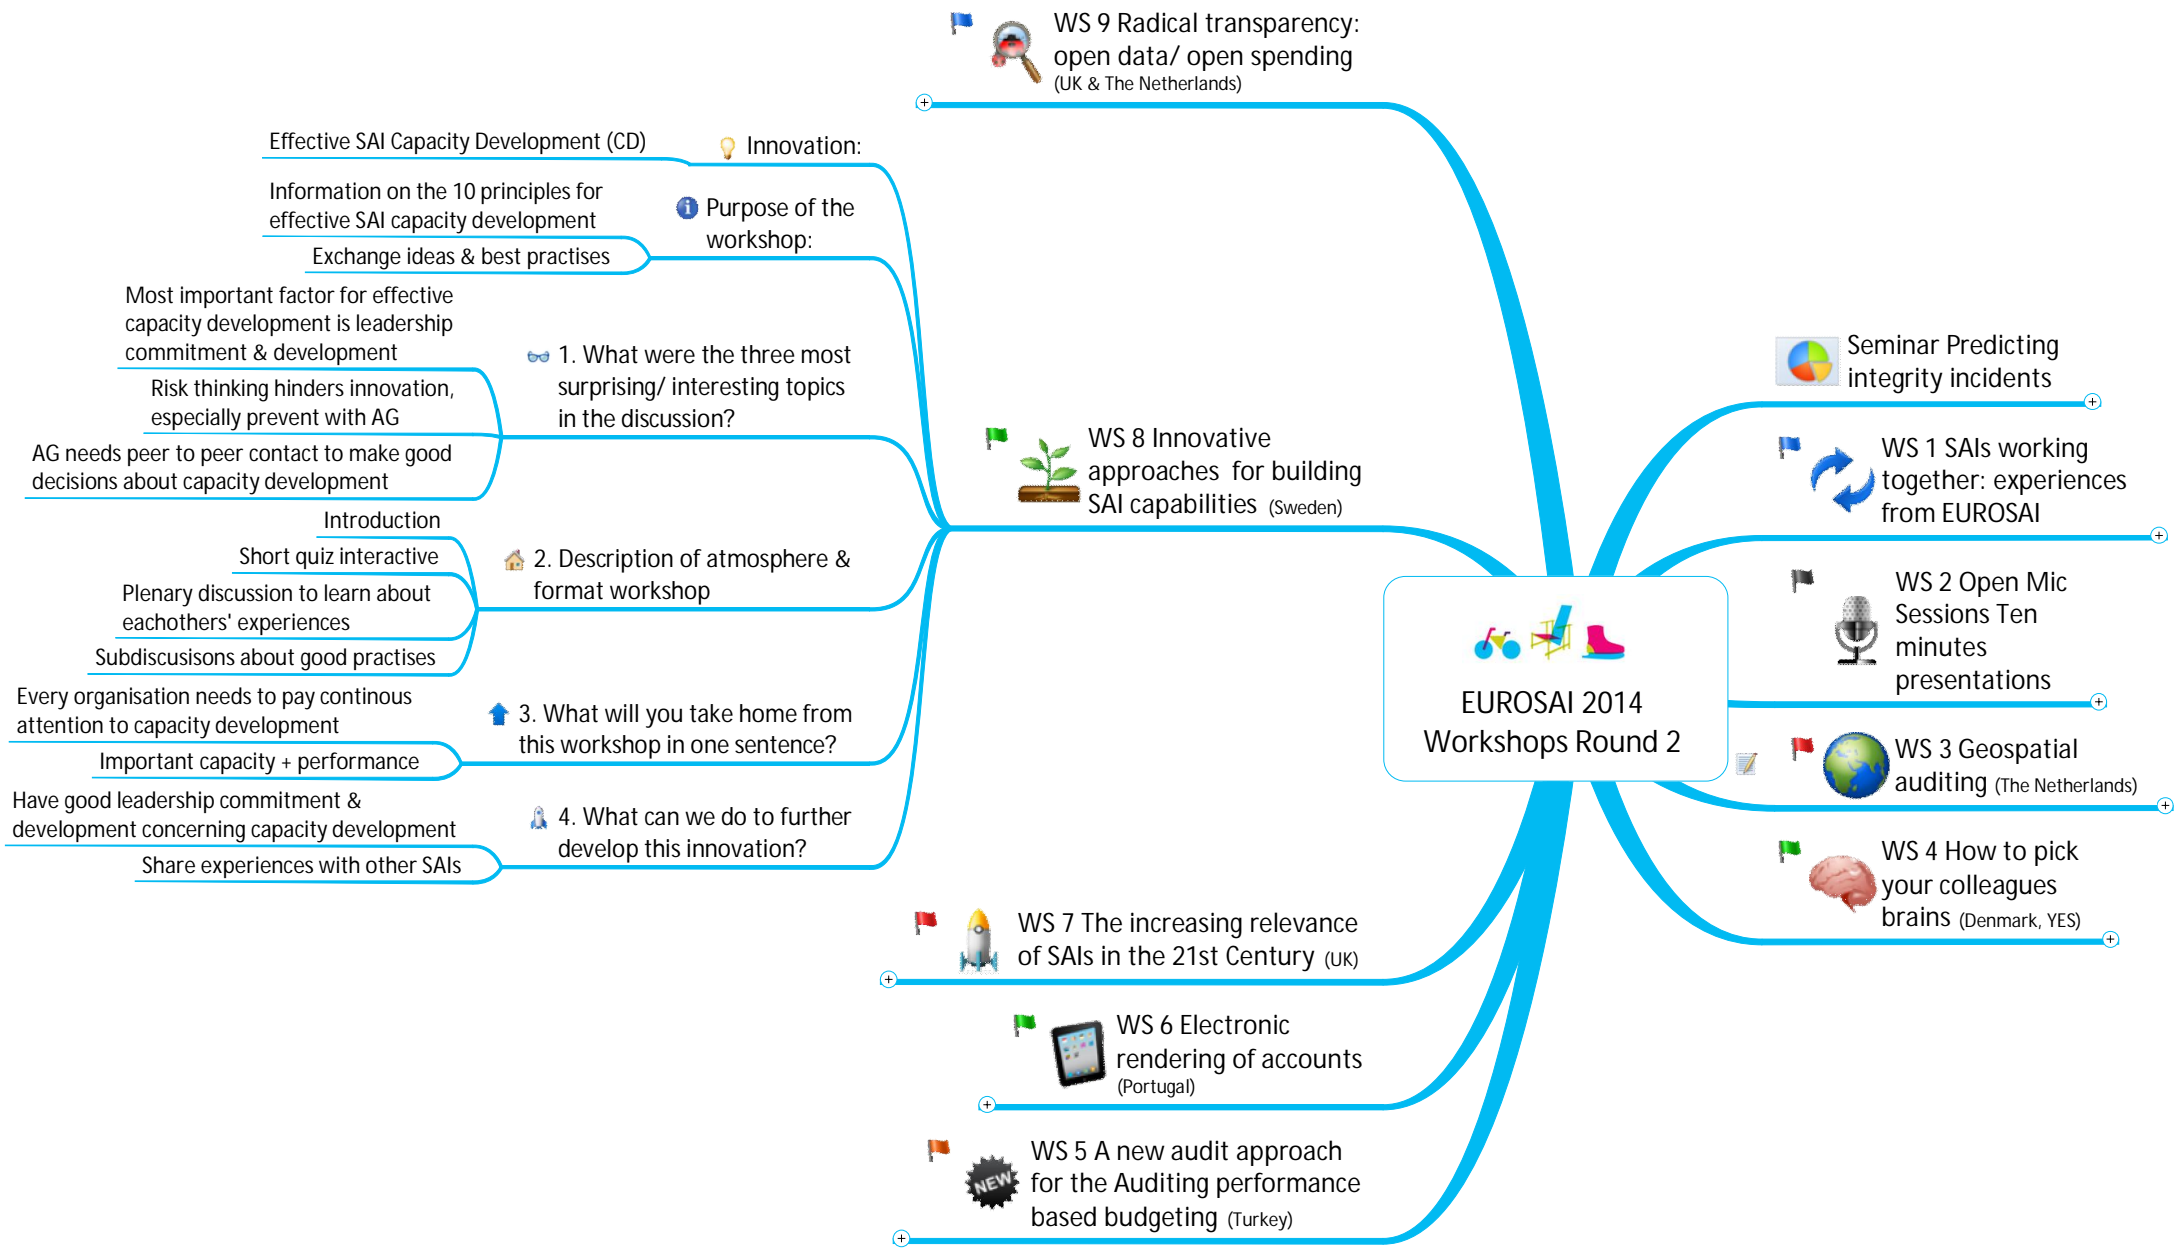 WS 9 Radical transparency:
open data/ open spending
(UK & The Netherlands)
Innovation:
Effective SAI Capacity Development (CD)
Purpose of the
workshop:
Information on the 10 principles for
effective SAI capacity development
Exchange ideas & best practises
1. What were the three most
surprising/ interesting topics
in the discussion?
Most important factor for effective
capacity development is leadership
commitment & development
Risk thinking hinders innovation,
especially prevent with AG
AG needs peer to peer contact to make good
decisions about capacity development
WS 8 Innovative
approaches for building
SAI capabilities (Sweden)
2. Description of atmosphere &
format workshop
Introduction
Short quiz interactive
Plenary discussion to learn about
eachothers' experiences
Subdiscusisons about good practises
3. What will you take home from
this workshop in one sentence?
Every organisation needs to pay continous
attention to capacity development
Important capacity + performance
4. What can we do to further
develop this innovation?
Have good leadership commitment &
development concerning capacity development
Share experiences with other SAIs
WS 7 The increasing relevance
of SAIs in the 21st Century (UK)
WS 6 Electronic
rendering of accounts
(Portugal)
NEW
WS 5 A new audit approach
for the Auditing performance
based budgeting (Turkey)
EUROSAI 2014
Workshops Round 2
Seminar Predicting
integrity incidents
WS 1 SAIs working
together: experiences
from EUROSAI
WS 2 Open Mic
Sessions Ten
minutes
presentations
WS 3 Geospatial
auditing (The Netherlands)
WS 4 How to pick
your colleagues
brains (Denmark, YES)